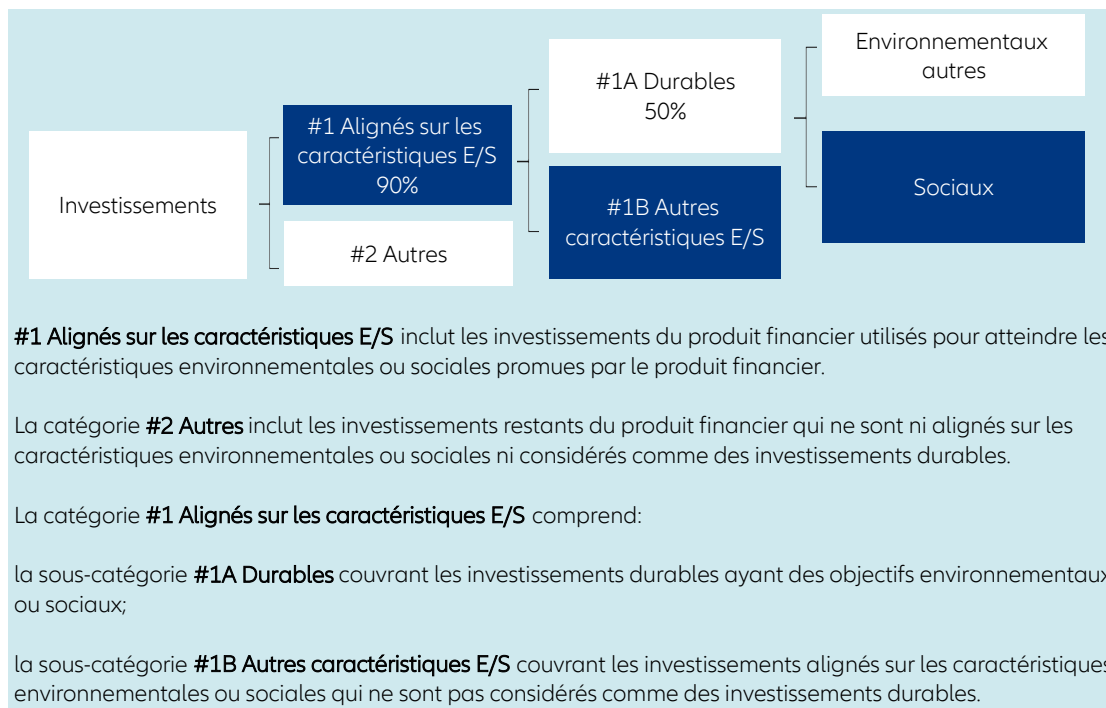 Investissements
#1 Alignés sur les
caractéristiques E/S
90%
#2 Autres
#1A Durables
50%
#1B Autres
caractéristiques E/S
Environnementaux
autres
Sociaux
#1 Alignés sur les caractéristiques E/S inclut les investissements du produit financier utilisés pour atteindre les
caractéristiques environnementales ou sociales promues par le produit financier.
La catégorie #2 Autres inclut les investissements restants du produit financier qui ne sont ni alignés sur les
caractéristiques environnementales ou sociales ni considérés comme des investissements durables.
La catégorie #1 Alignés sur les caractéristiques E/S comprend:
la sous-catégorie #1A Durables couvrant les investissements durables ayant des objectifs environnementaux
ou sociaux;
la sous-catégorie #1B Autres caractéristiques E/S couvrant les investissements alignés sur les caractéristiques
environnementales ou sociales qui ne sont pas considérés comme des investissements durables.